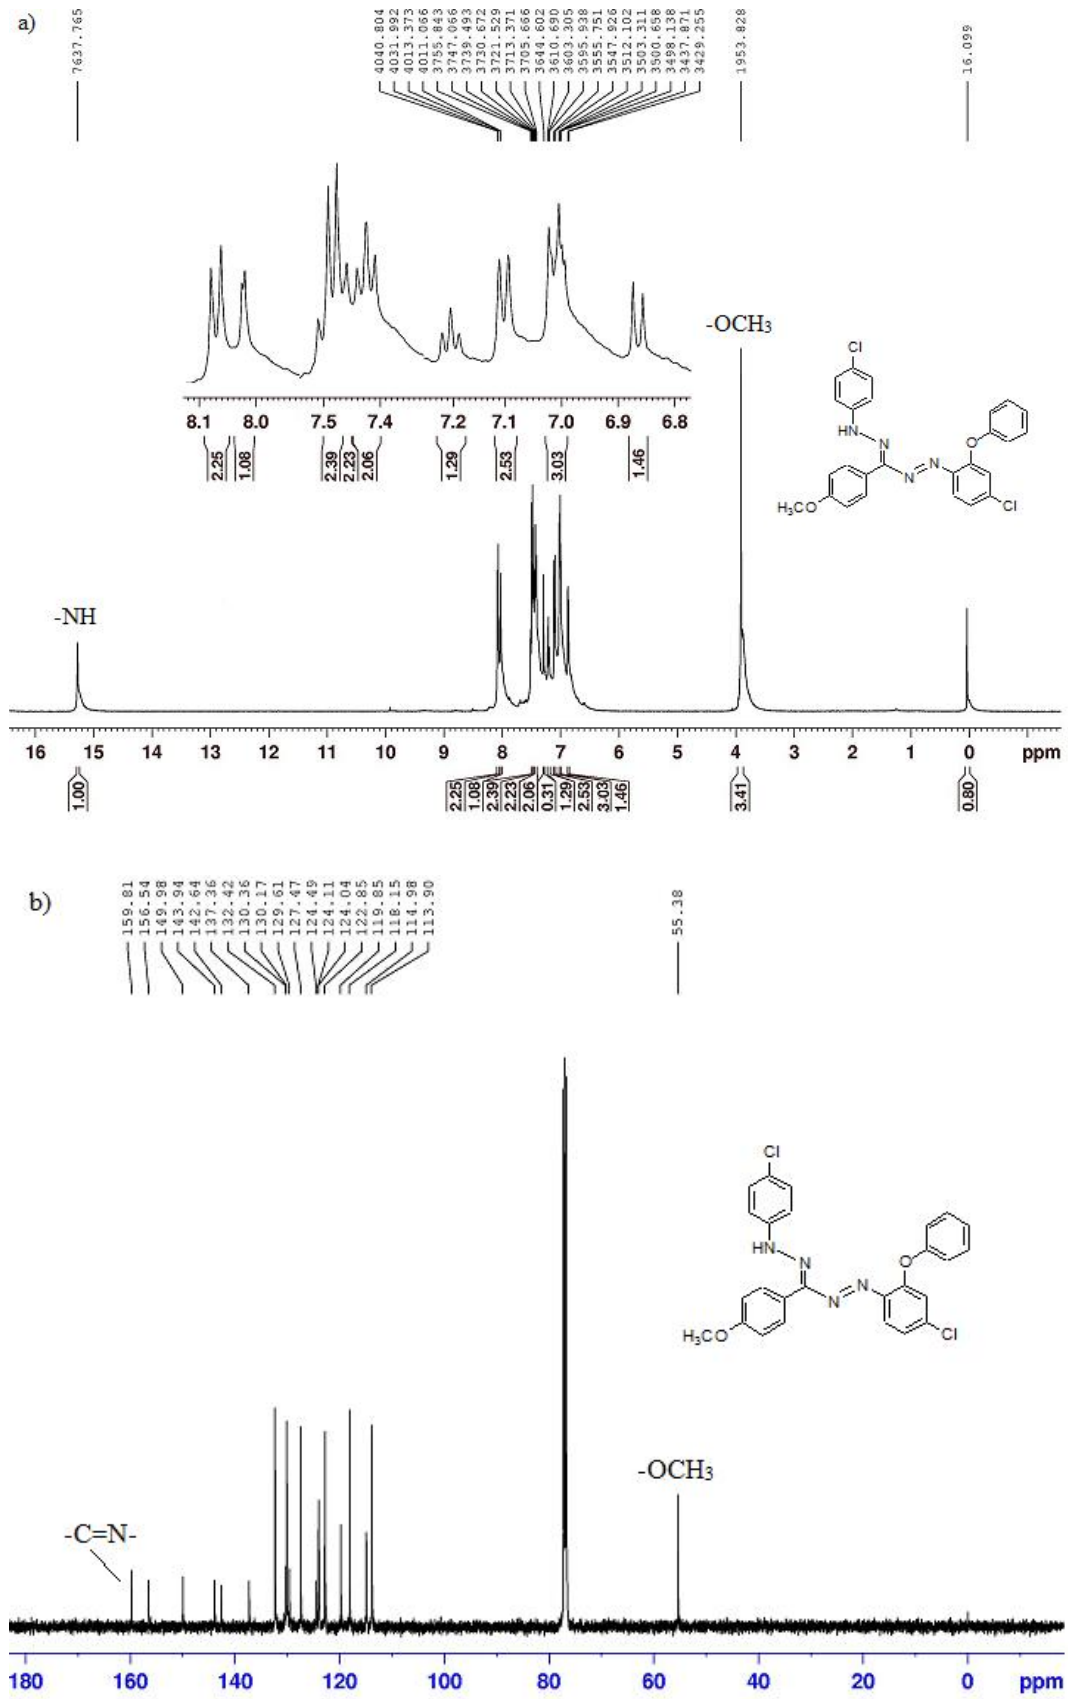 a)
7637.765
4040.804
4031.992
4013.373
4011.066
3755.843
3747.066
3739.493
3730.672
3721.529
3713.371
3705.666
3644.602
3610.690
3603.305
3595.938
3555.751
3547.926
3512.102
3503.311
3500.658
3498.138
3437.871
3429.255
1953.828
16.099
-OCH3
Cl
HN
N
O
N
N
H3CO
Cl
8.1 8.0 7.5 7.4 7.2 7.1 7.0 6.9 6.8
2.25 1.08 2.39 2.23 2.06 1.29 2.53 3.03 1.46
-NH
16 15 14 13 12 11 10 9 8 7 6 5 4 3 2 1 0 ppm
1.00 2.25 1.08 2.39 2.23 2.06 0.31 1.29 2.53 3.03 1.46 3.41 0.80
b)
159.81
156.54
149.98
143.94
142.64
137.36
132.42
130.36
130.17
129.61
127.47
124.49
124.11
124.04
122.85
119.85
118.15
114.98
113.90
55.38
Cl
HN
N
O
N
N
H3CO
Cl
-OCH3
-C=N-
180 160 140 120 100 80 60 40 20 0 ppm